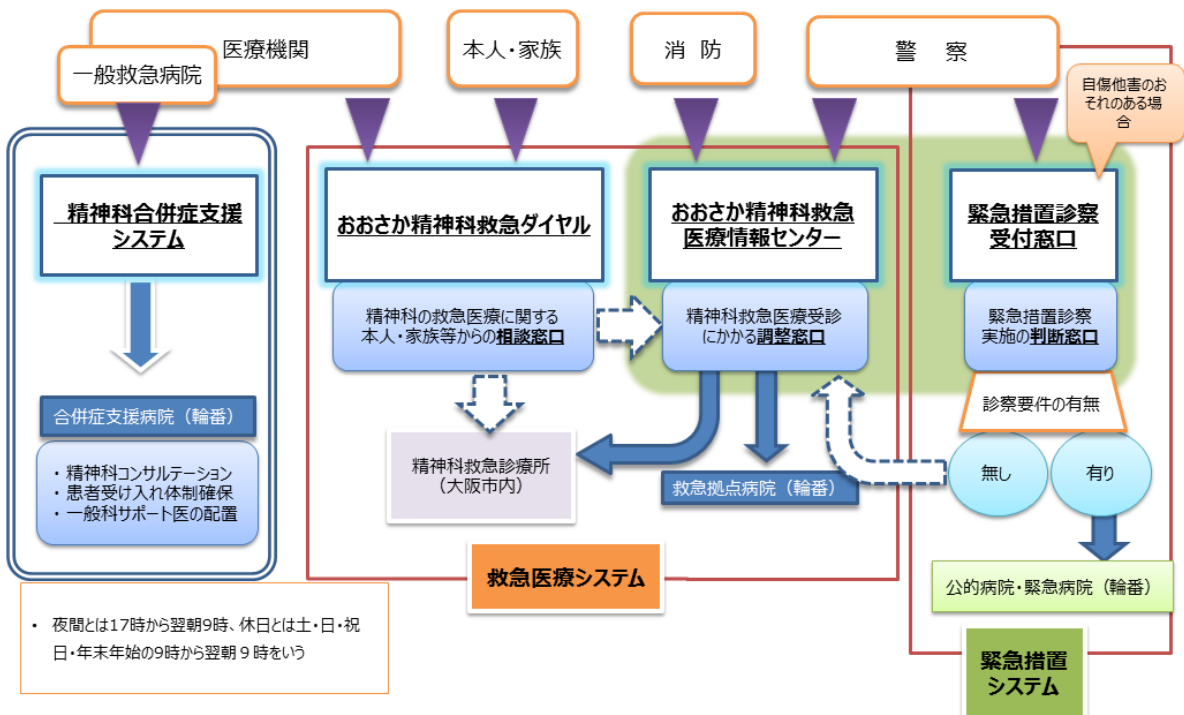 医療機関
一般救急病院
本人・家族
消 防
警 察
自傷他害のお
それのある場
合
精神科合併症支援
システム
おおさか精神科救急ダイヤル
おおさか精神科救急
医療情報センター
緊急措置診察
受付窓口
精神科の救急医療に関する
本人・家族等からの相談窓口
精神科救急医療受診
にかかる調整窓口
緊急措置診察
実施の判断窓口
診察要件の有無
無し
有り
合併症支援病院（輪番）
・精神科コンサルテーション
・患者受け入れ体制確保
・一般科サポート医の配置
精神科救急診療所
（大阪市内）
救急拠点病院（輪番）
公的病院・緊急病院（輪番）
救急医療システム
緊急措置
システム
• 夜間とは17時から翌朝9時、休日とは土・日・祝
日・年末年始の9時から翌朝９時をいう